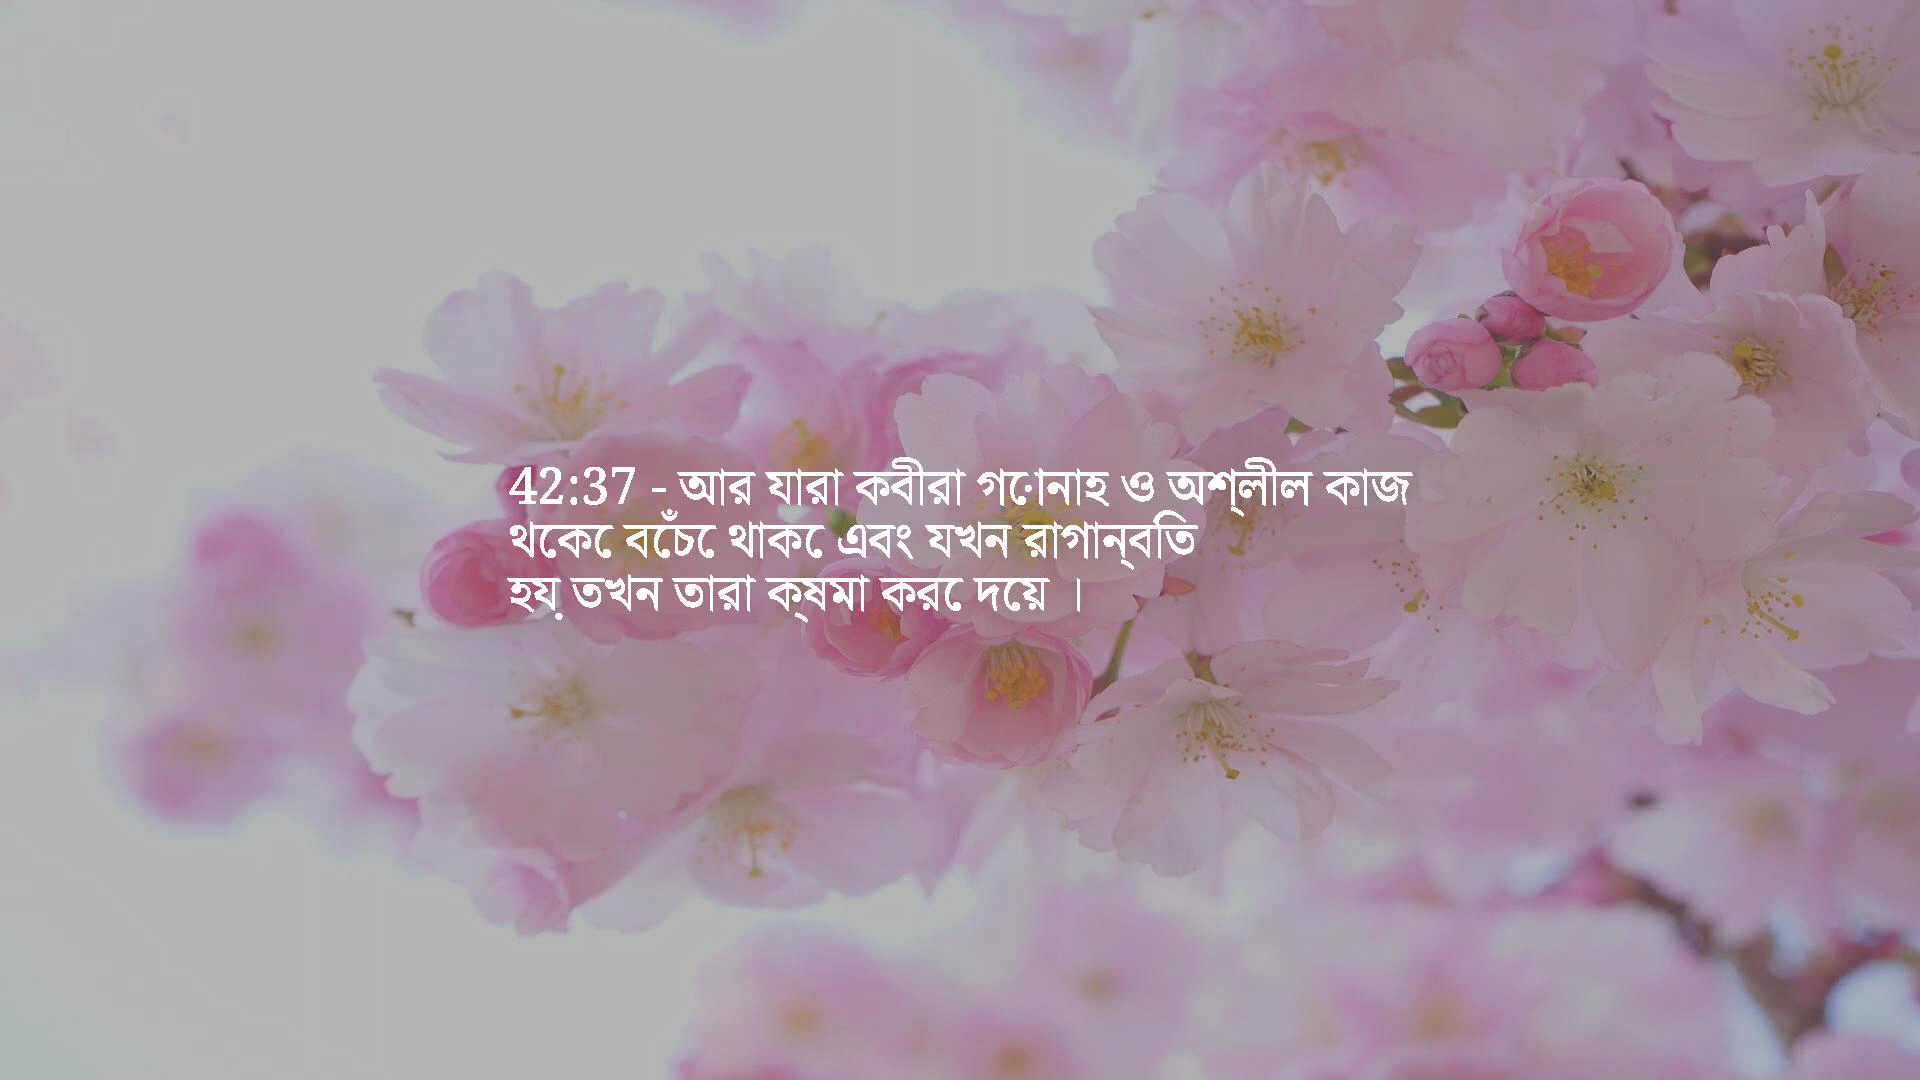 42:37 - আর যারা কবীরা গোনাহ ও অশ্লীল কাজ
থেকে বেঁচে থাকে এবং যখন রাগান্বিত
হয় তখন তারা ক্ষমা করে দেয় ।